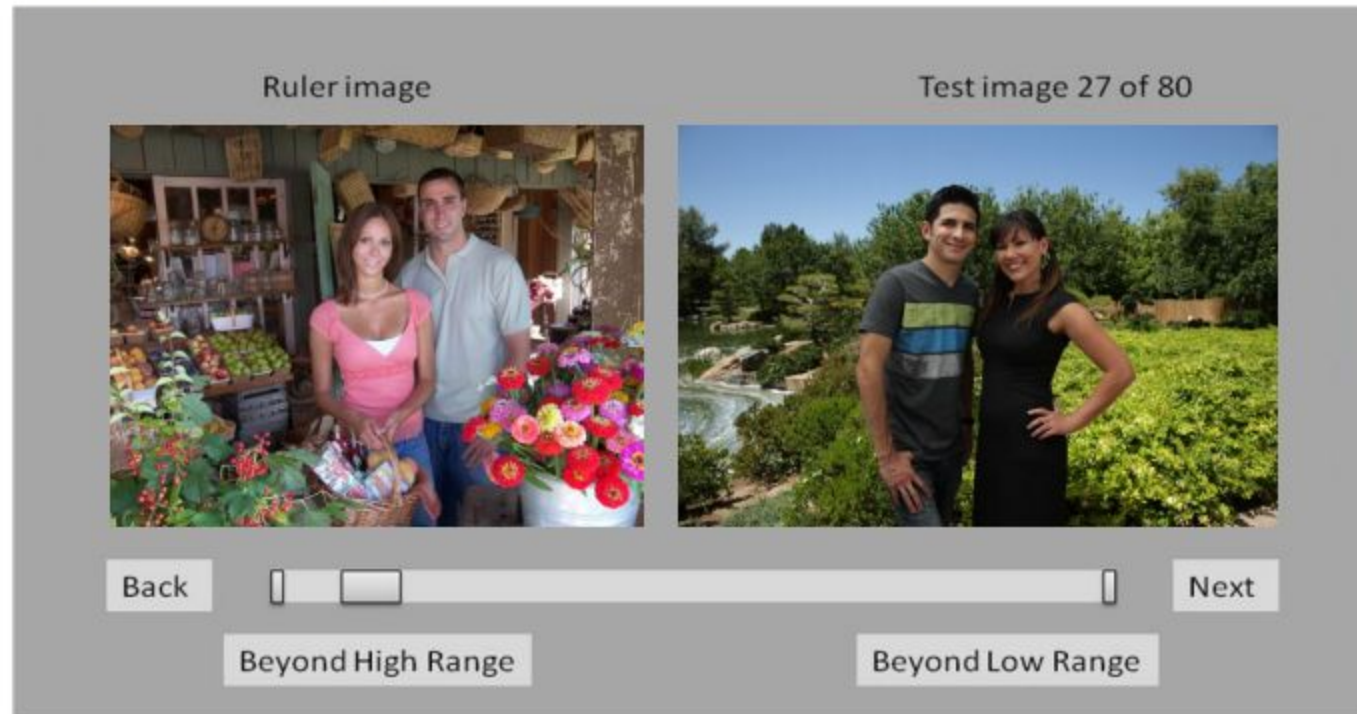 Ruler image
Test image 27 of 80
Back
Next
Beyond High Range
Beyond Low Range